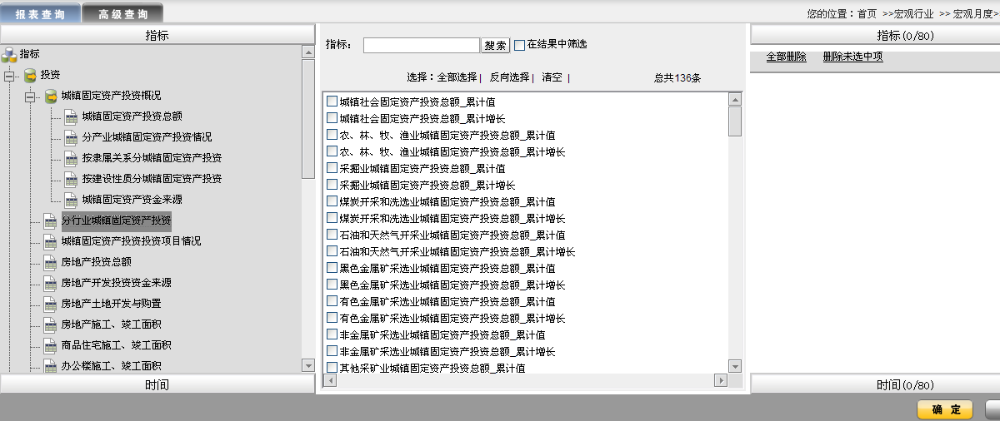 报表查询
高级查询
您的位置：首页 >>宏观行业 >> 宏观月度>
指标
指标
投资
城镇固定资产投资概况
城镇固定资产投资总额
分产业城镇固定资产投资情况
按隶属关系分城镇固定资产投资
按建设性质分城镇固定资产投资
城镇固定资产资金来源
分行业城镇固定资产投资
城镇固定资产投资投资项目情况
房地产投资总额
房地产开发投资资金来源
房地产土地开发与购置
房地产施工、竣工面积
商品住宅施工、竣工面积
办公楼施工、竣工面积
时间
指标： 搜索 在结果中筛选
选择：全部选择| 反向选择| 清空 | 总共136条
城镇社会固定资产投资总额_累计值
城镇社会固定资产投资总额_累计增长
农、林、牧、渔业城镇固定资产投资总额_累计值
农、林、牧、渔业城镇固定资产投资总额_累计增长
采掘业城镇固定资产投资总额_累计值
采掘业城镇固定资产投资总额_累计增长
煤炭开采和洗选业城镇固定资产投资总额_累计值
煤炭开采和洗选业城镇固定资产投资总额_累计增长
石油和天然气开采业城镇固定资产投资总额_累计值
石油和天然气开采业城镇固定资产投资总额_累计增长
黑色金属矿采选业城镇固定资产投资总额_累计值
黑色金属矿采选业城镇固定资产投资总额_累计增长
有色金属矿采选业城镇固定资产投资总额_累计值
有色金属矿采选业城镇固定资产投资总额_累计增长
非金属矿采选业城镇固定资产投资总额_累计值
非金属矿采选业城镇固定资产投资总额_累计增长
其他采矿业城镇固定资产投资总额_累计值
指标(0/80)
全部删除 删除未选中项
时间(0/80)
确 定